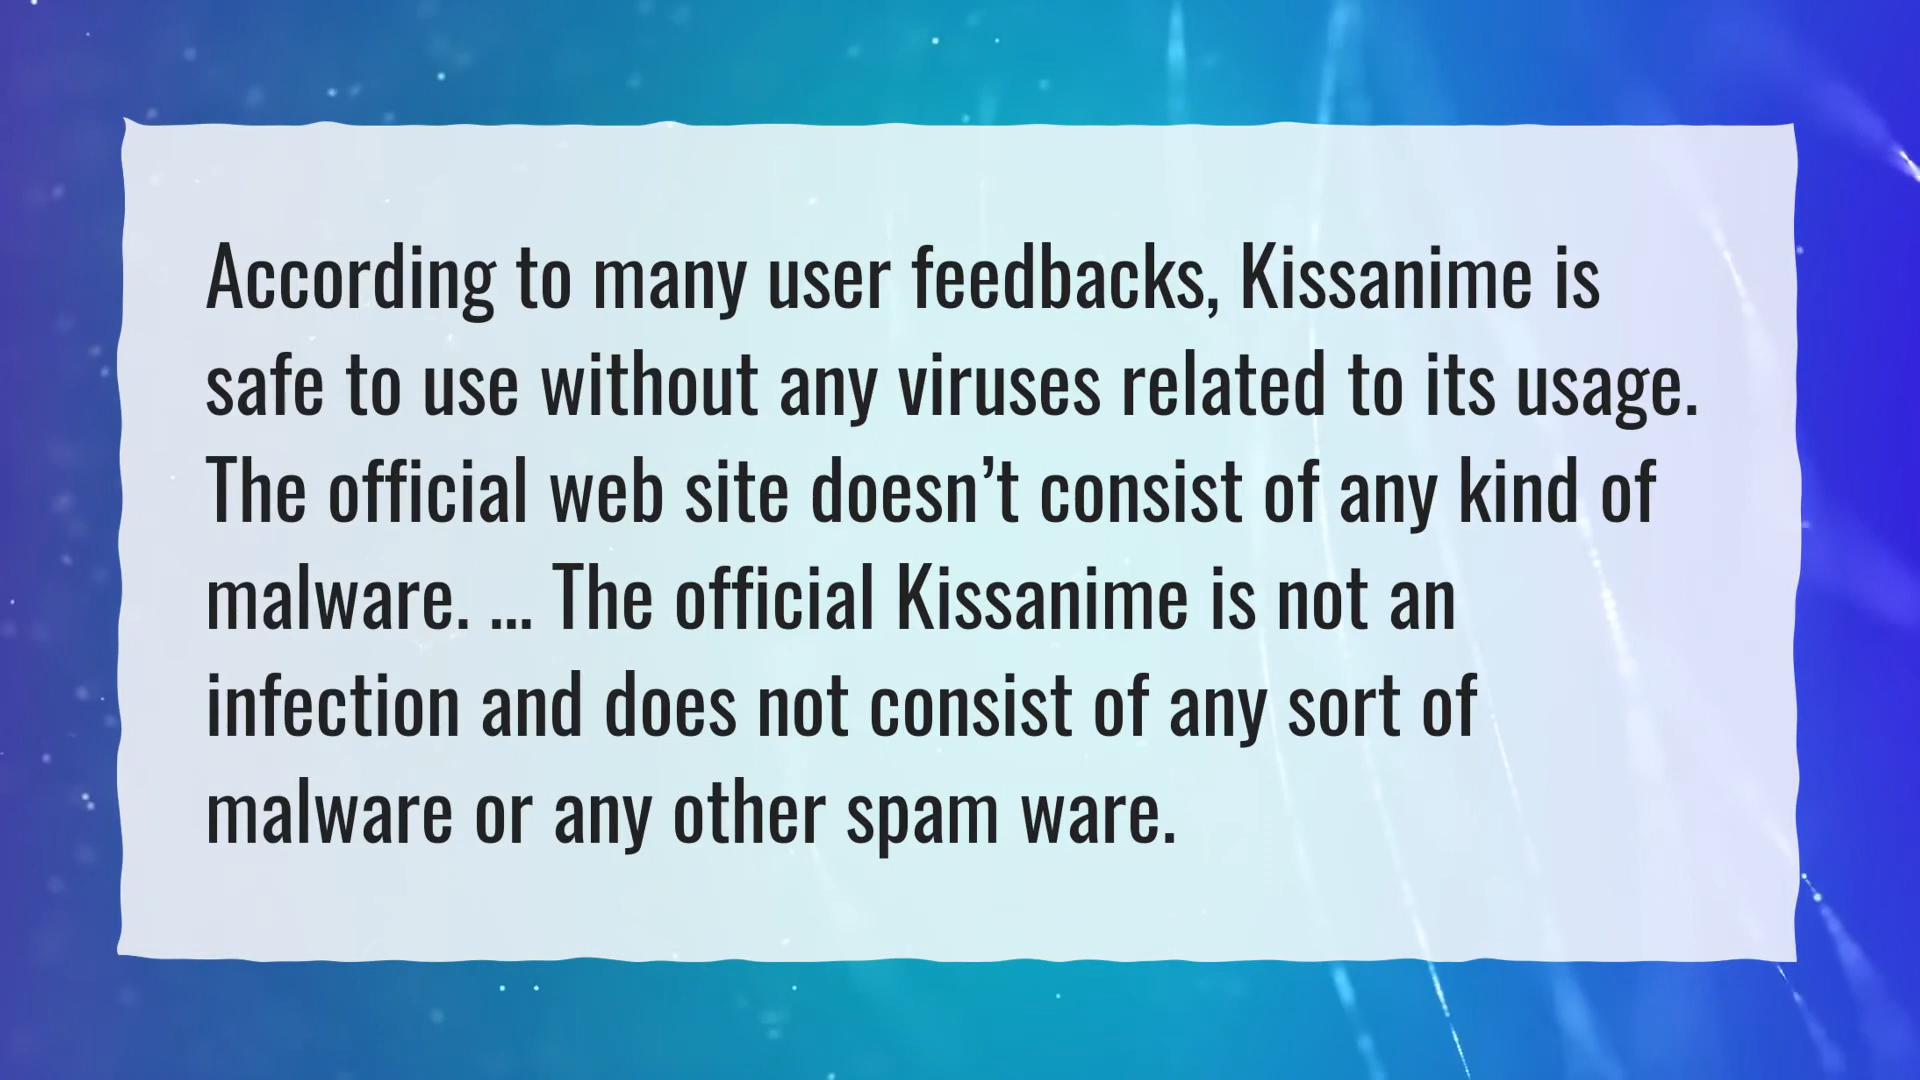 According to many user feedbacks, Kissanime is
safe to use without any viruses related to its usage.
The official web site doesn’t consist of any kind of
malware. ... The official Kissanime is not an
infection and does not consist of any sort of
malware or any other spam ware.